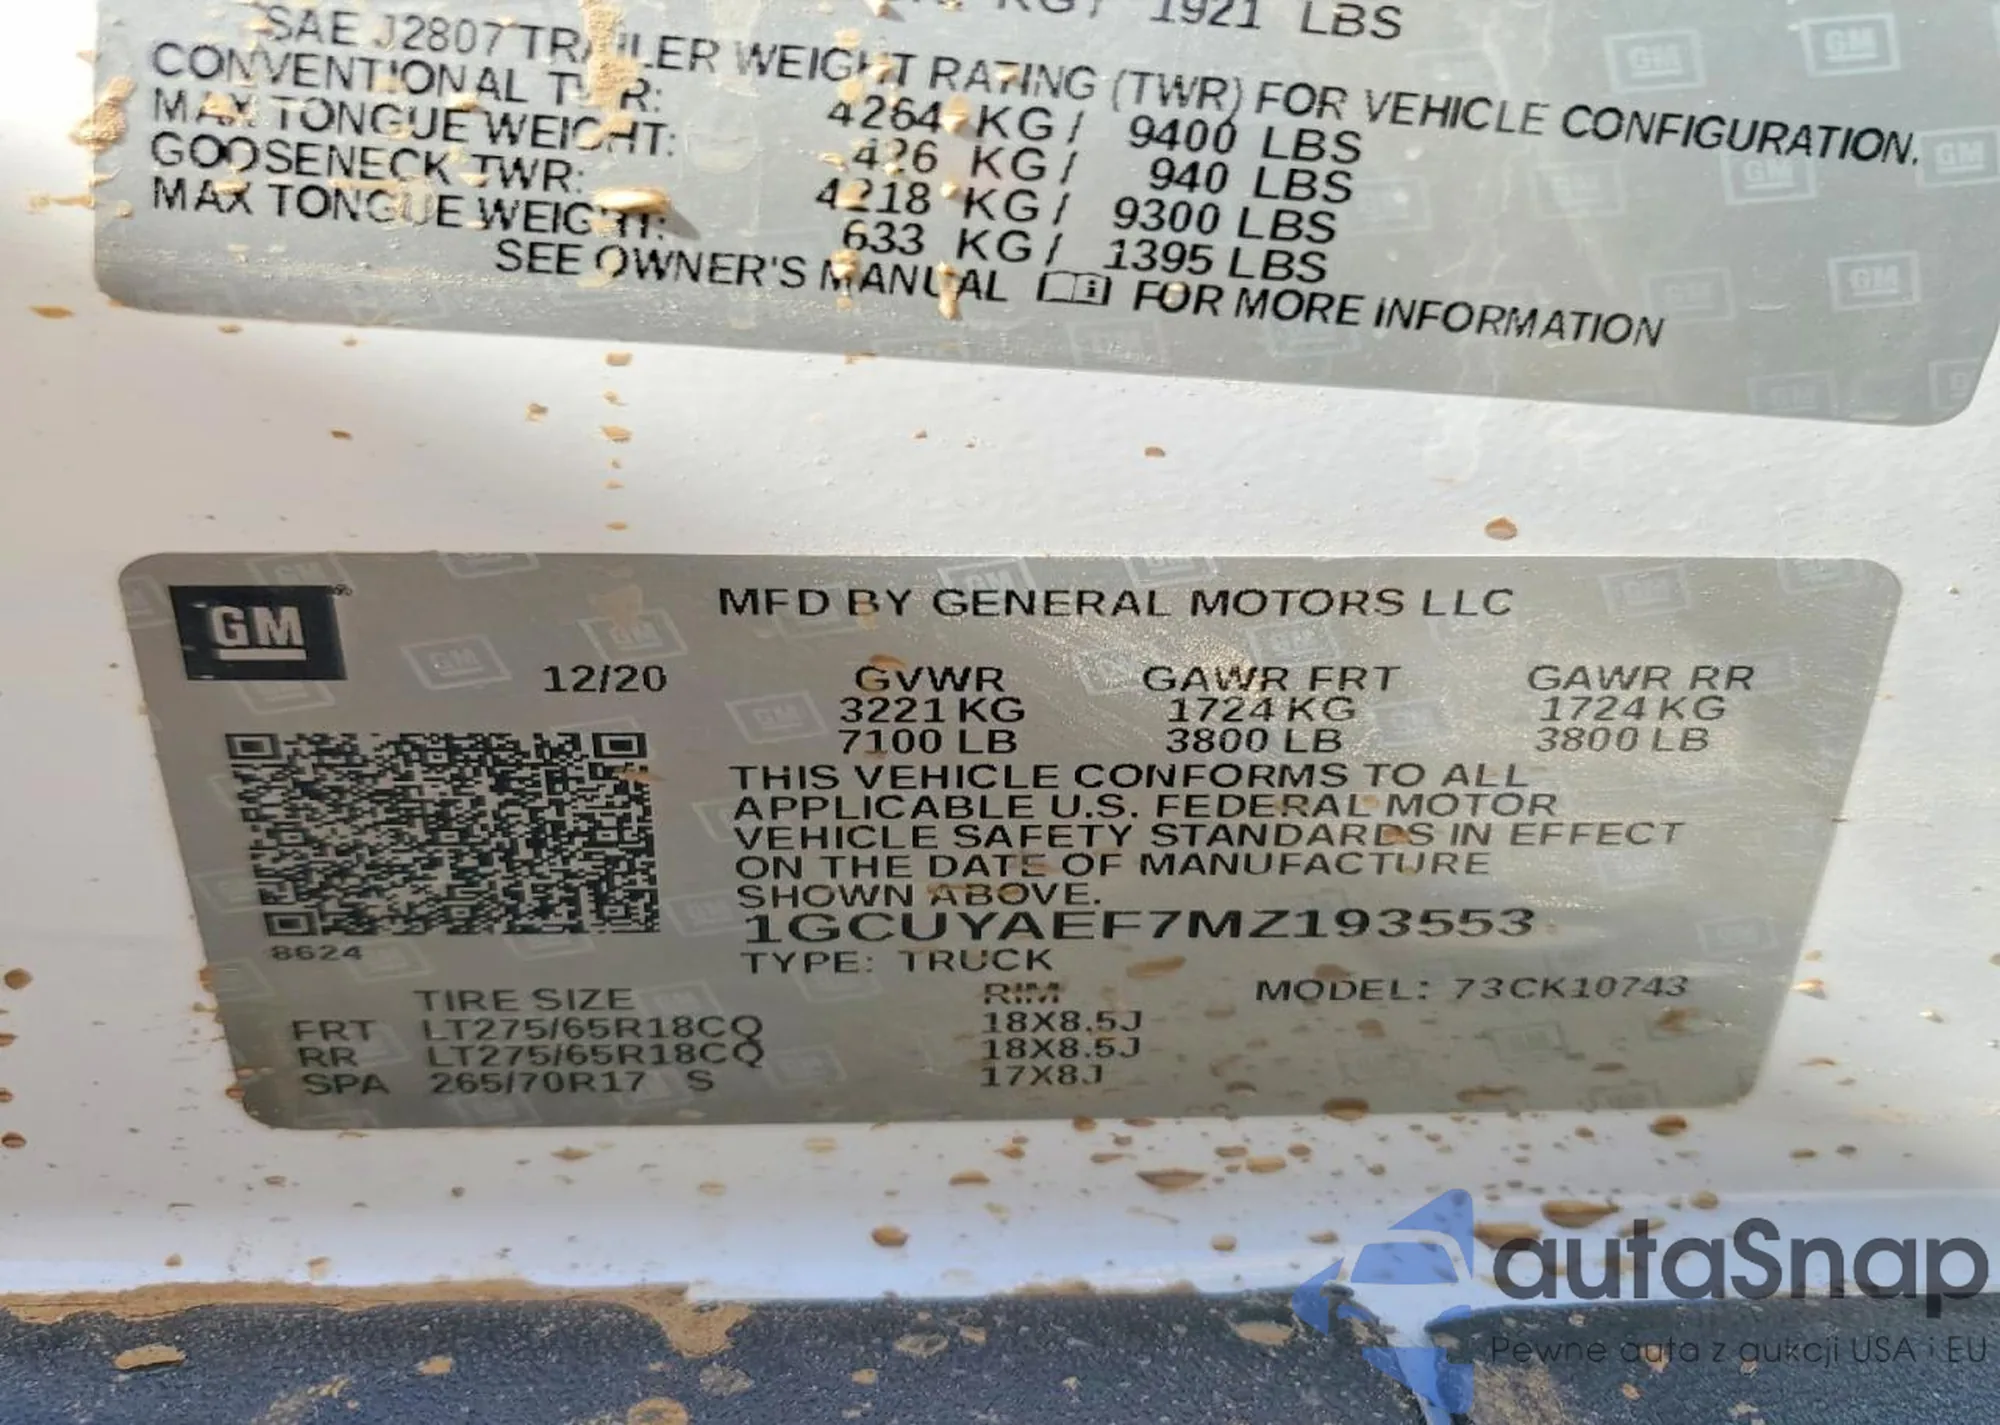 KG / 1921 LBS
SAE J2807 TRAILER WEIGHT RATING (TWR) FOR VEHICLE CONFIGURATION.
CONVENTIONAL TWR: 4264 KG / 9400 LBS
MAX TONGUE WEIGHT: 426 KG / 940 LBS
GOOSENECK TWR: 4218 KG / 9300 LBS
MAX TONGUE WEIGHT: 633 KG / 1395 LBS
SEE OWNER'S MANUAL FOR MORE INFORMATION
GM
MFD BY GENERAL MOTORS LLC
12/20 GVWR GAWR FRT GAWR RR
3221 KG 1724 KG 1724 KG
7100 LB 3800 LB 3800 LB
THIS VEHICLE CONFORMS TO ALL
APPLICABLE U.S. FEDERAL MOTOR
VEHICLE SAFETY STANDARDS IN EFFECT
ON THE DATE OF MANUFACTURE
SHOWN ABOVE.
1GCUYAEF7MZ193553
8624
TYPE: TRUCK
MODEL: 73CK10743
TIRE SIZE RIM
FRT LT275/65R18CQ 18X8.5J
RR LT275/65R18CQ 18X8.5J
SPA 265/70R17 S 17X8J
autaSnap
Pewne auta z aukcji USA i EU